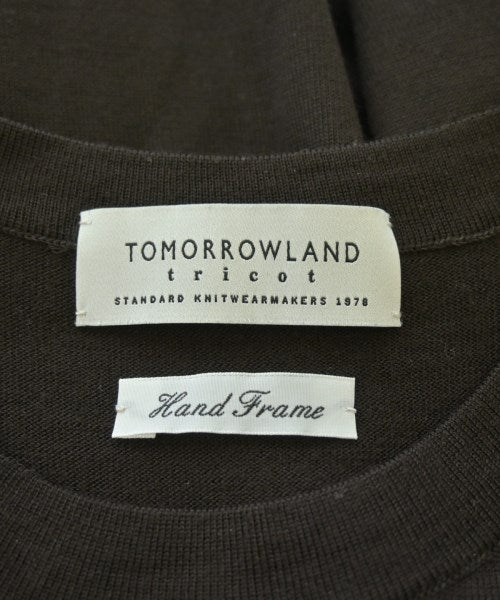 TOMORROWLAND
tricot
STANDARD KNITWEARMAKERS 1978
Hand Frame